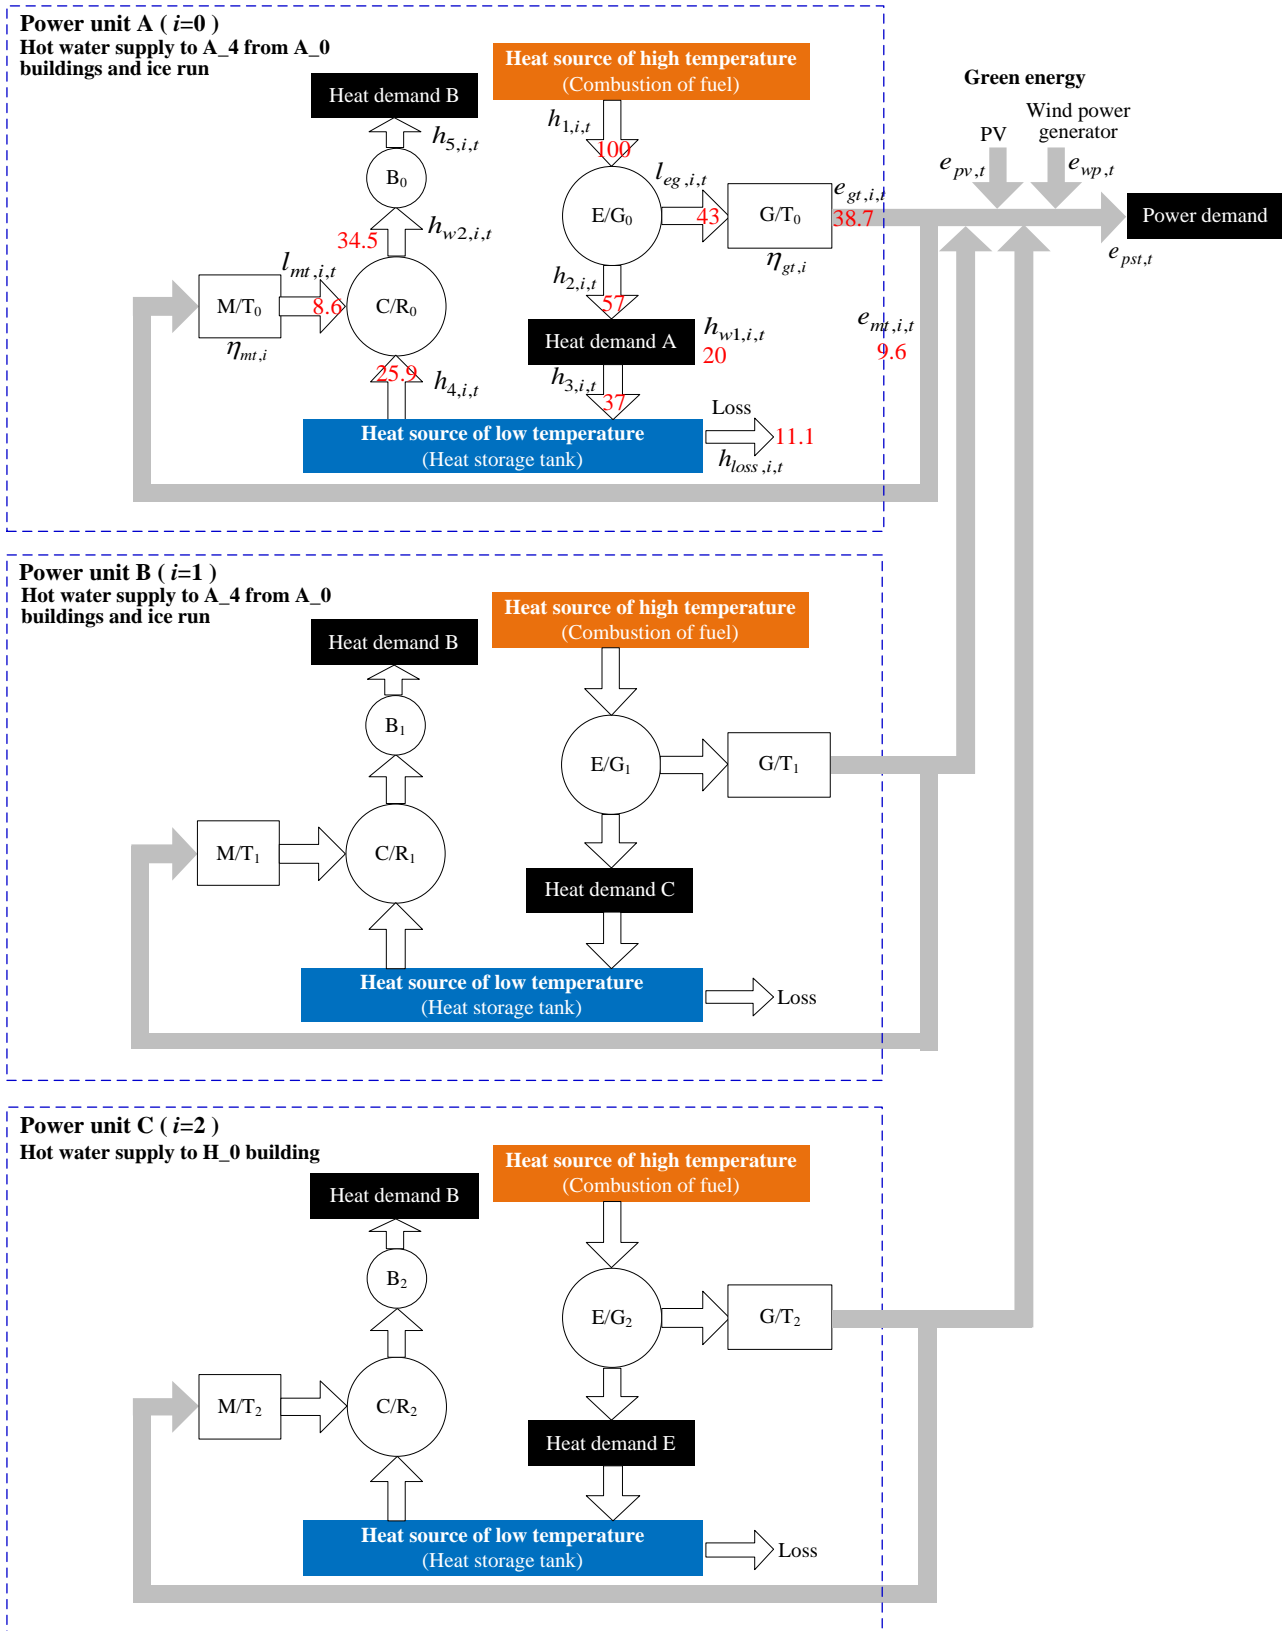 Power unit A ( i=0 )
Hot water supply to A_4 from A_0
buildings and ice run
Heat demand B
h5,i,t
B0
hw2,i,t
34.5
lmt,i,t
M/T0
8.6
C/R0
ηmt,i
25.9
h4,i,t
Heat source of high temperature
(Combustion of fuel)
h1,i,t
100
E/G0
leg,i,t
43
G/T0
ηgt,i
egt,i,t
38.7
h2,i,t
57
Heat demand A
hw1,i,t
20
h3,i,t
37
Heat source of low temperature
(Heat storage tank)
Loss
11.1
hloss,i,t
emt,i,t
9.6
Green energy
PV
Wind power
generator
epv,t
ewp,t
Power demand
epst,t
Power unit B ( i=1 )
Hot water supply to A_4 from A_0
buildings and ice run
Heat demand B
B1
M/T1
C/R1
Heat source of high temperature
(Combustion of fuel)
E/G1
G/T1
Heat demand C
Heat source of low temperature
(Heat storage tank)
Loss
Power unit C ( i=2 )
Hot water supply to H_0 building
Heat demand B
B2
M/T2
C/R2
Heat source of high temperature
(Combustion of fuel)
E/G2
G/T2
Heat demand E
Heat source of low temperature
(Heat storage tank)
Loss